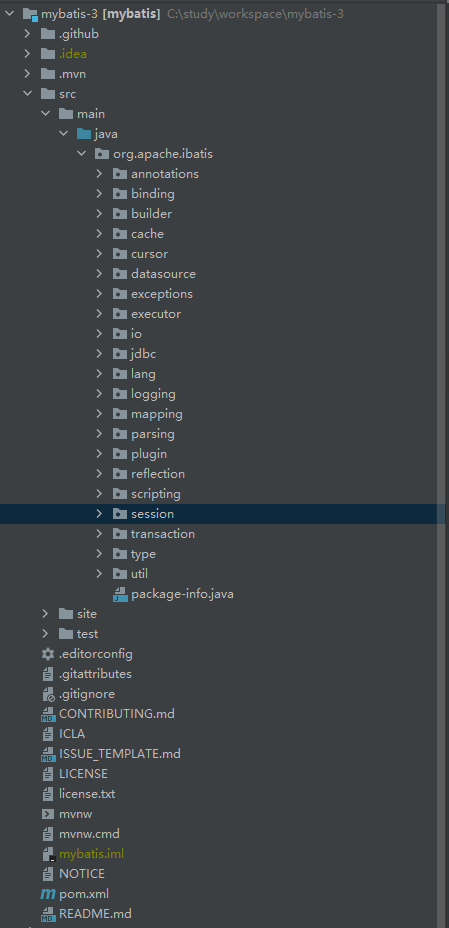 mybatis-3 [mybatis] C:\study\workspace\mybatis-3
.github
.idea
.mvn
src
main
java
org.apache.ibatis
annotations
binding
builder
cache
cursor
datasource
exceptions
executor
io
jdbc
lang
logging
mapping
parsing
plugin
reflection
scripting
session
transaction
type
util
package-info.java
site
test
.editorconfig
.gitattributes
.gitignore
CONTRIBUTING.md
ICLA
ISSUE_TEMPLATE.md
LICENSE
license.txt
mvnw
mvnw.cmd
mybatis.iml
NOTICE
pom.xml
README.md